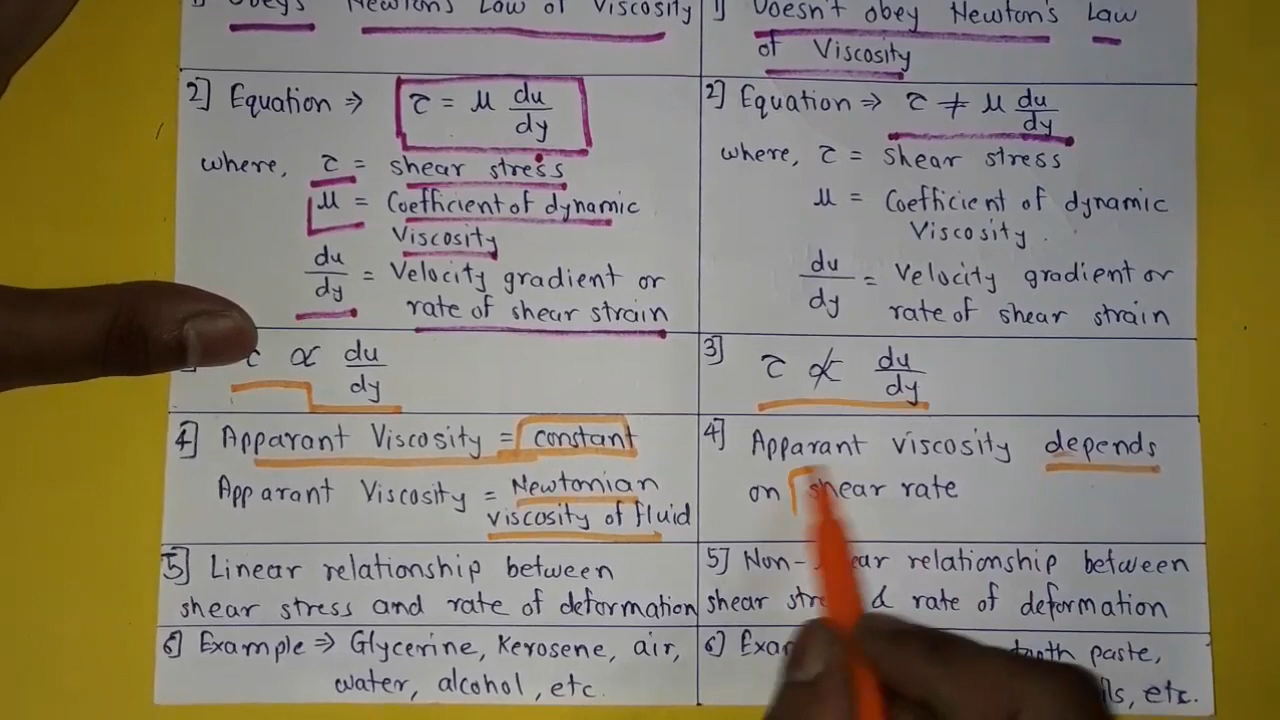 1] Obeys Newton's Law of Viscosity
2] Equation ⇒ τ = μ du/dy
where, τ = shear stress
μ = Coefficient of dynamic
Viscosity
du/dy = Velocity gradient or
rate of shear strain
τ ∝ du/dy
4] Apparant Viscosity = constant
Apparant Viscosity = Newtonian
viscosity of fluid
5] Linear relationship between
shear stress and rate of deformation
6] Example ⇒ Glycerine, Kerosene, air,
water, alcohol, etc.
1] Doesn't obey Newton's Law
of Viscosity
2] Equation ⇒ τ ≠ μ du/dy
where, τ = shear stress
μ = Coefficient of dynamic
Viscosity.
du/dy = Velocity gradient or
rate of shear strain
3] τ ∝̸ du/dy
4] Apparant viscosity depends
on shear rate
5] Non- relationship between
shear & rate of deformation
6] paste,
etc.